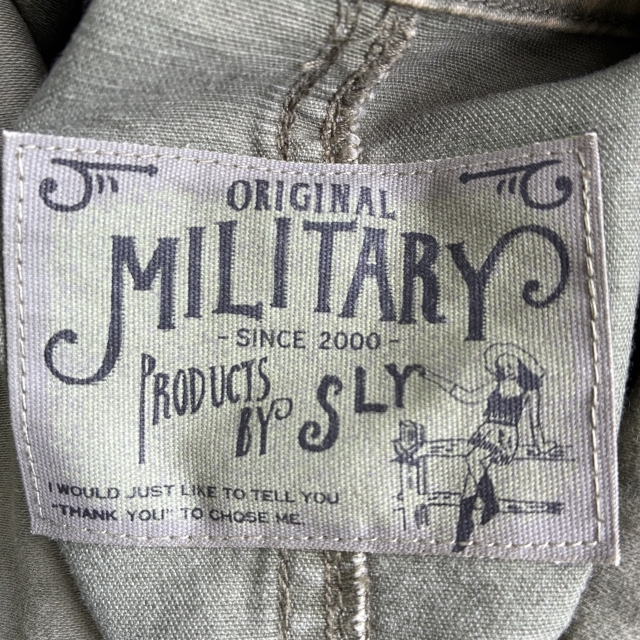 ORIGINAL
MILITARY
- SINCE 2000 -
PRODUCTS
BY SLY
I WOULD JUST LIKE TO TELL YOU
"THANK YOU" TO CHOSE ME.